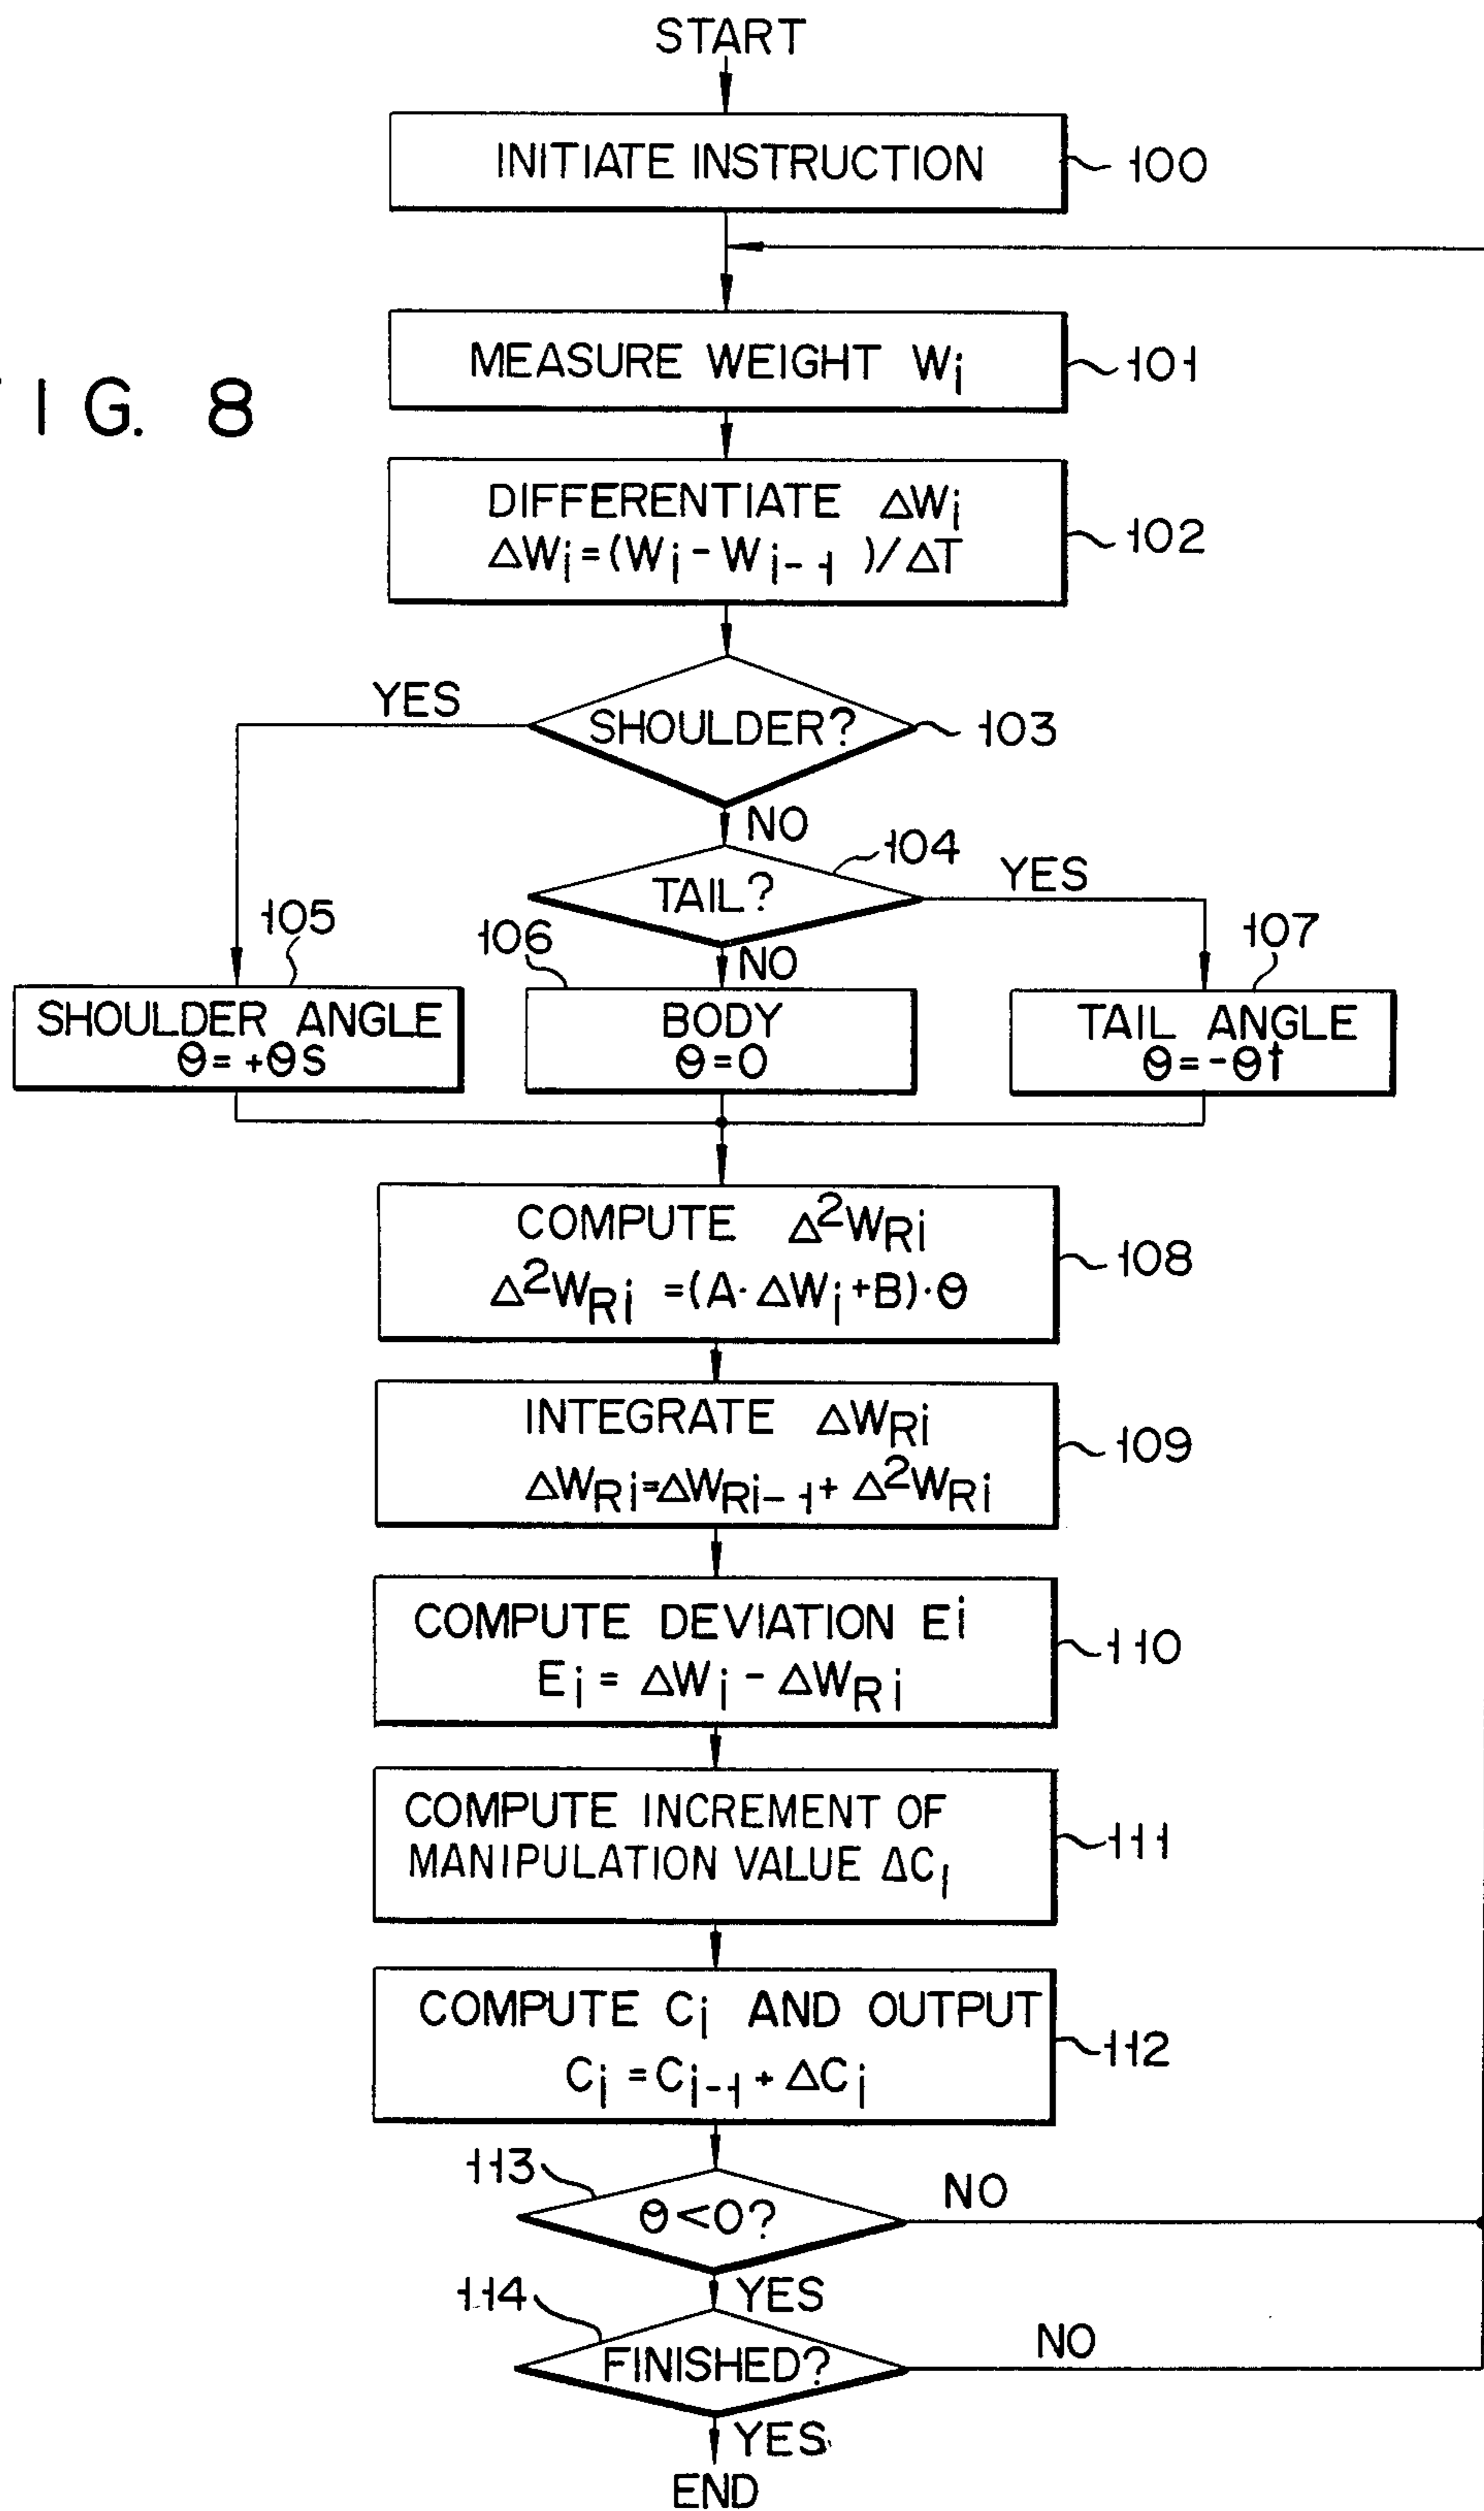 START
INITIATE INSTRUCTION
100
MEASURE WEIGHT Wi
101
IG. 8
DIFFERENTIATE ΔWi
ΔWi=(Wi-Wi-1)/ΔT
102
YES
SHOULDER?
103
NO
104
TAIL?
YES
105
106
NO
107
SHOULDER ANGLE
θ=+θs
BODY
θ=0
TAIL ANGLE
θ=-θt
COMPUTE Δ²WRi
Δ²WRi=(A·ΔWi+B)·θ
108
INTEGRATE ΔWRi
ΔWRi=ΔWRi-1+Δ²WRi
109
COMPUTE DEVIATION Ei
Ei=ΔWi-ΔWRi
110
COMPUTE INCREMENT OF
MANIPULATION VALUE ΔCi
111
COMPUTE Ci AND OUTPUT
Ci=Ci-1+ΔCi
112
113
θ<0?
NO
YES
114
FINISHED?
NO
YES
END